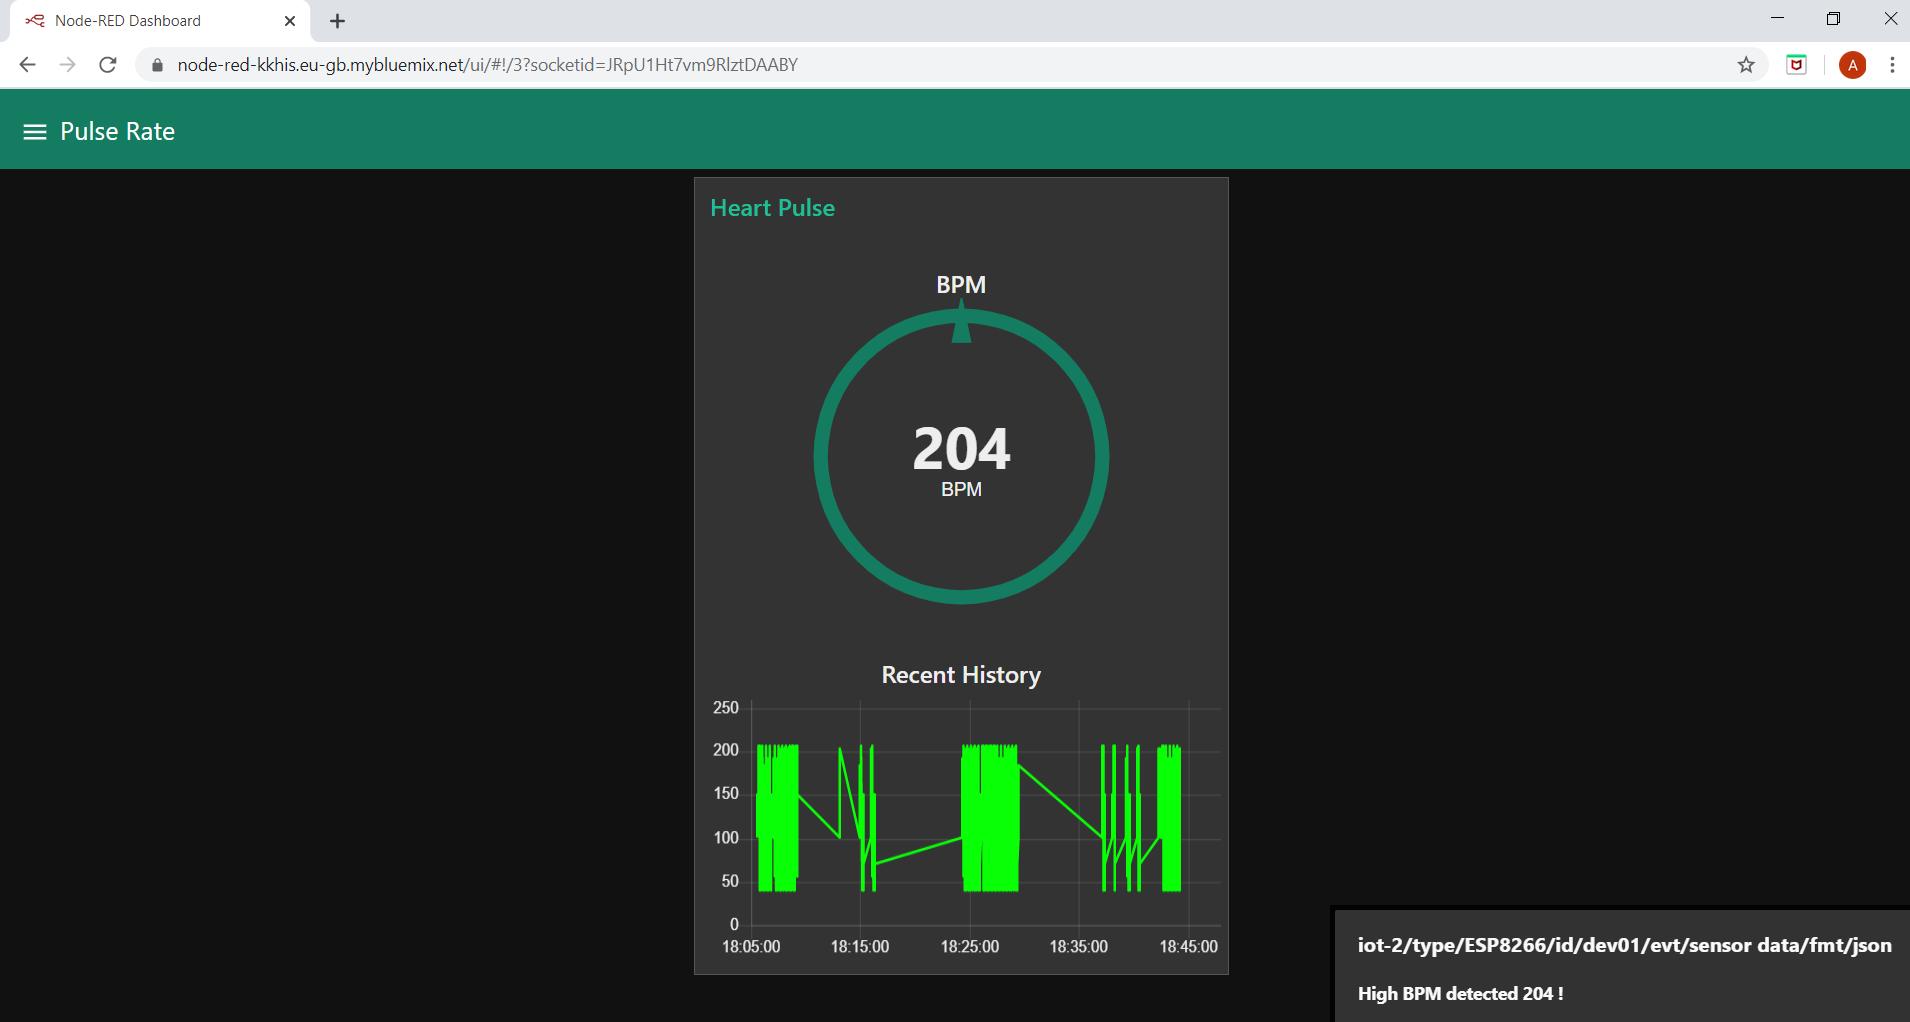 Node-RED Dashboard
node-red-kkhis.eu-gb.mybluemix.net/ui/#!/3?socketid=JRpU1Ht7vm9RlztDAABY
A
Pulse Rate
Heart Pulse
BPM
204
BPM
Recent History
250
200
150
100
50
0
18:05:00 18:15:00 18:25:00 18:35:00 18:45:00
iot-2/type/ESP8266/id/dev01/evt/sensor data/fmt/json
High BPM detected 204 !